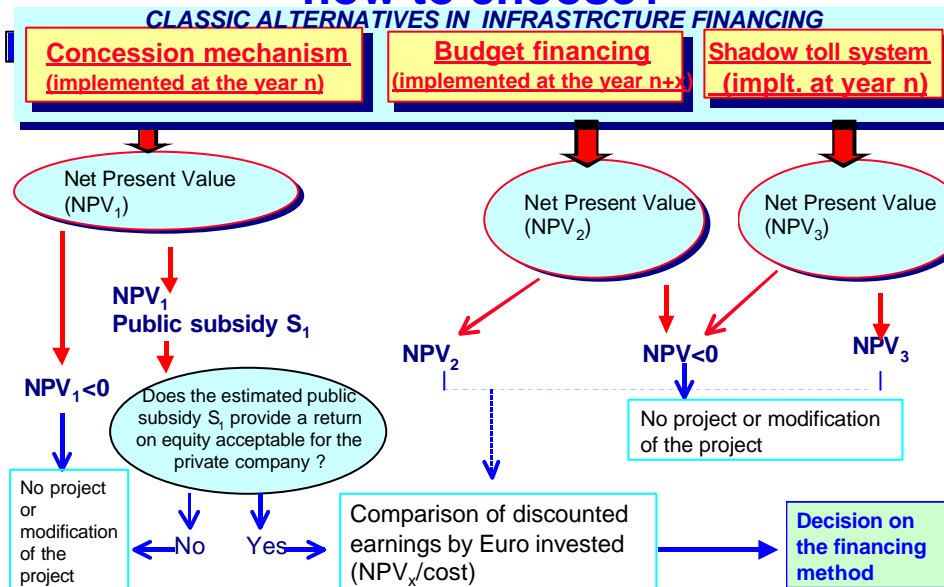 how to choose?
CLASSIC ALTERNATIVES IN INFRASTRCTURE FINANCING
Concession mechanism
(implemented at the year n)
Budget financing
(implemented at the year n+x)
Shadow toll system
(implt. at year n)
Net Present Value
(NPV₁)
Net Present Value
(NPV₂)
Net Present Value
(NPV₃)
NPV₁
Public subsidy S₁
NPV₂
NPV<0
NPV₃
NPV₁<0
Does the estimated public
subsidy S₁ provide a return
on equity acceptable for the
private company ?
No project or modification
of the project
No project
or
modification
of the
project
No
Yes
Comparison of discounted
earnings by Euro invested
(NPVₓ/cost)
Decision on
the financing
method